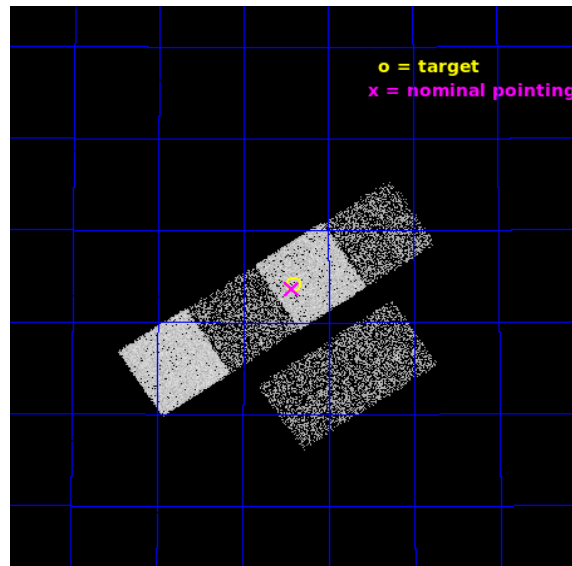 o = target
x = nominal pointing